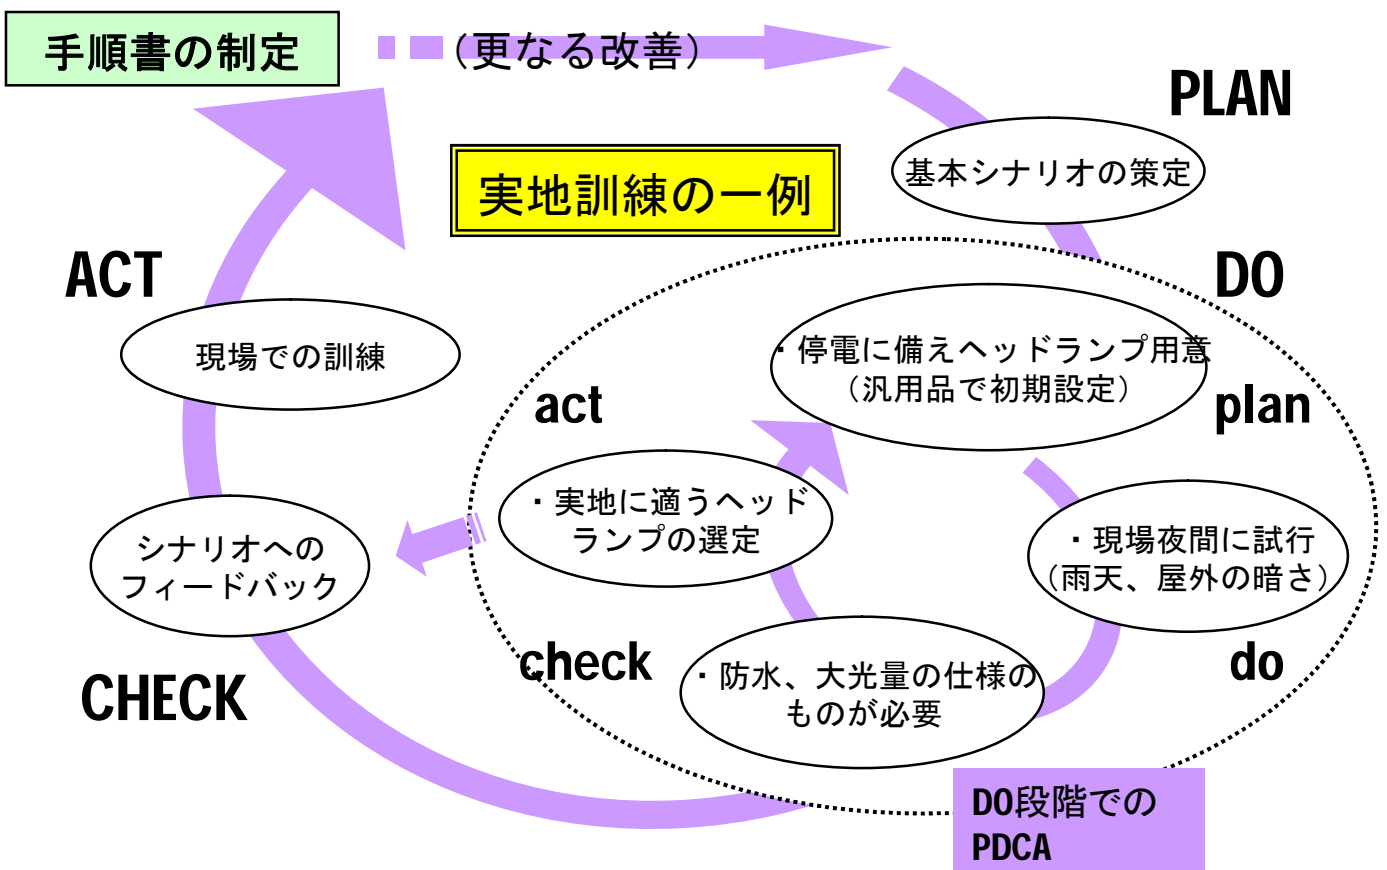 手順書の制定
（更なる改善）
PLAN
基本シナリオの策定
実地訓練の一例
ACT
DO
現場での訓練
・停電に備えヘッドランプ用意
（汎用品で初期設定）
act
plan
・実地に適うヘッド
ランプの選定
シナリオへの
フィードバック
・現場夜間に試行
（雨天、屋外の暗さ）
check
do
・防水、大光量の仕様の
ものが必要
CHECK
DO段階での
PDCA